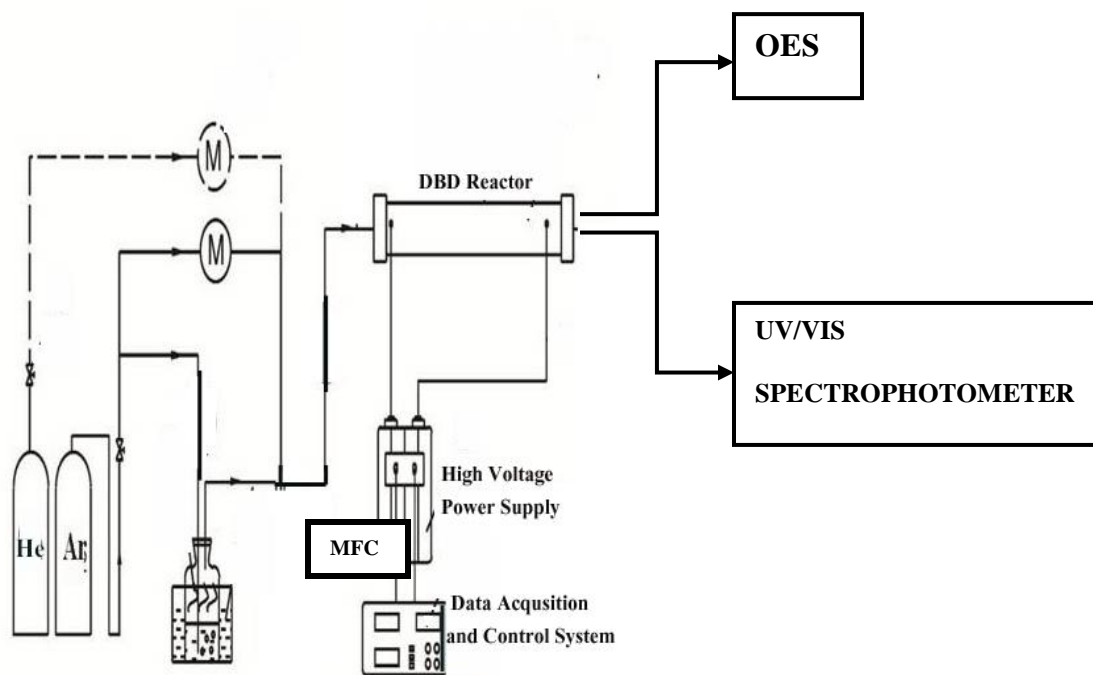 OES
M
DBD Reactor
M
UV/VIS
SPECTROPHOTOMETER
High Voltage
Power Supply
He
Ar
MFC
Data Acqusition
and Control System